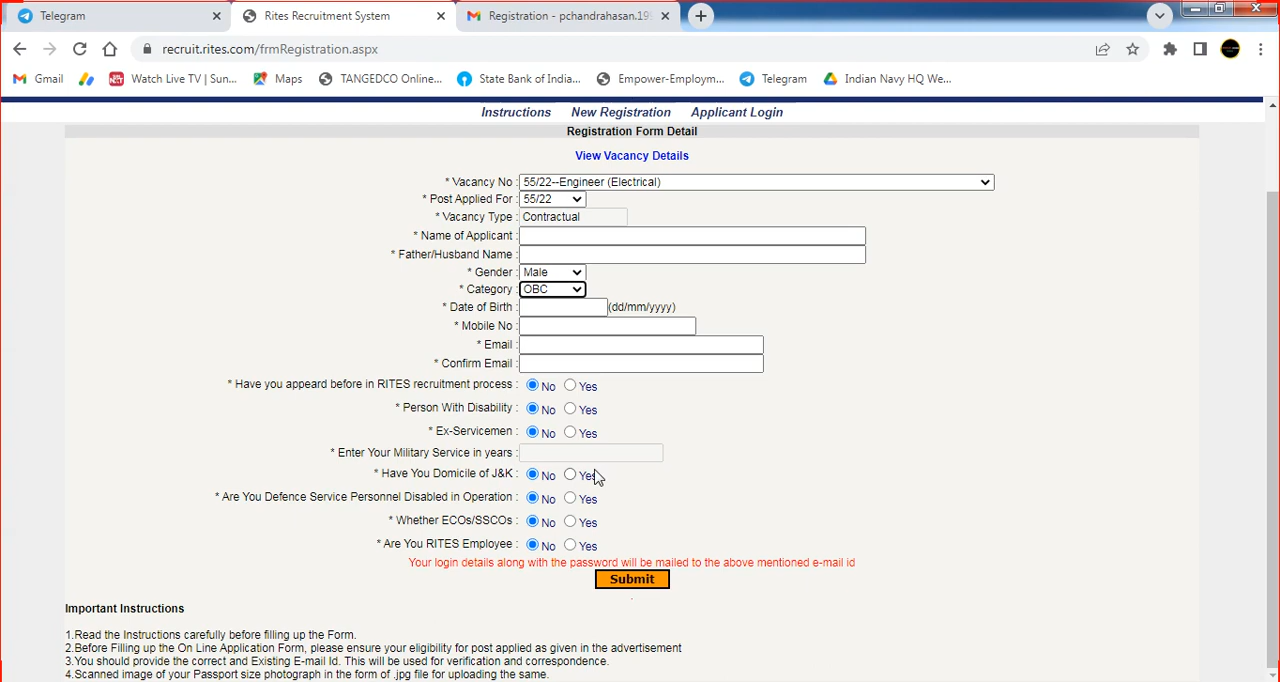 Telegram
Rites Recruitment System
Registration - pchandrahasan.19
recruit.rites.com/frmRegistration.aspx
Gmail
Watch Live TV | Sun...
Maps
TANGEDCO Online...
State Bank of Indi...
Empower-Employm...
Telegram
Indian Navy HQ We...
Instructions New Registration Applicant Login
Registration Form Detail
View Vacancy Details
* Vacancy No : 55/22--Engineer (Electrical)
* Post Applied For : 55/22
* Vacancy Type : Contractual
* Name of Applicant :
* Father/Husband Name :
* Gender : Male
* Category : OBC
* Date of Birth : (dd/mm/yyyy)
* Mobile No :
* Email :
* Confirm Email :
* Have you appeard before in RITES recruitment process : No Yes
* Person With Disability : No Yes
* Ex-Servicemen : No Yes
* Enter Your Military Service in years :
* Have You Domicile of J&K : No Yes
* Are You Defence Service Personnel Disabled in Operation : No Yes
* Whether ECOs/SSCOs : No Yes
* Are You RITES Employee : No Yes
Your login details along with the password will be mailed to the above mentioned e-mail id
Submit
Important Instructions
1.Read the Instructions carefully before filling up the Form.
2.Before Filling up the On Line Application Form, please ensure your eligibility for post applied as given in the advertisement
3.You should provide the correct and Existing E-mail Id. This will be used for verification and correspondence.
4.Scanned image of your Passport size photograph in the form of .jpg file for uploading the same.